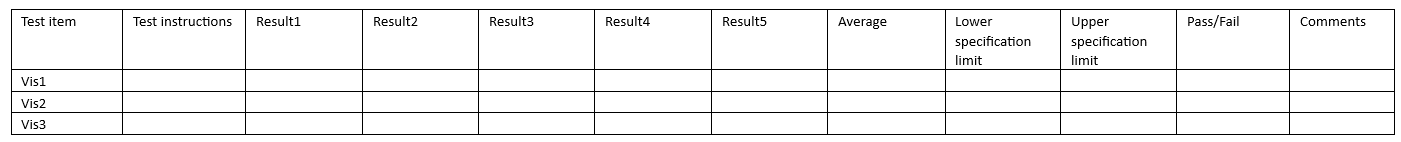 Test item Test instructions Result1 Result2 Result3 Result4 Result5 Average Lower specification limit Upper specification limit Pass/Fail Comments
Vis1
Vis2
Vis3